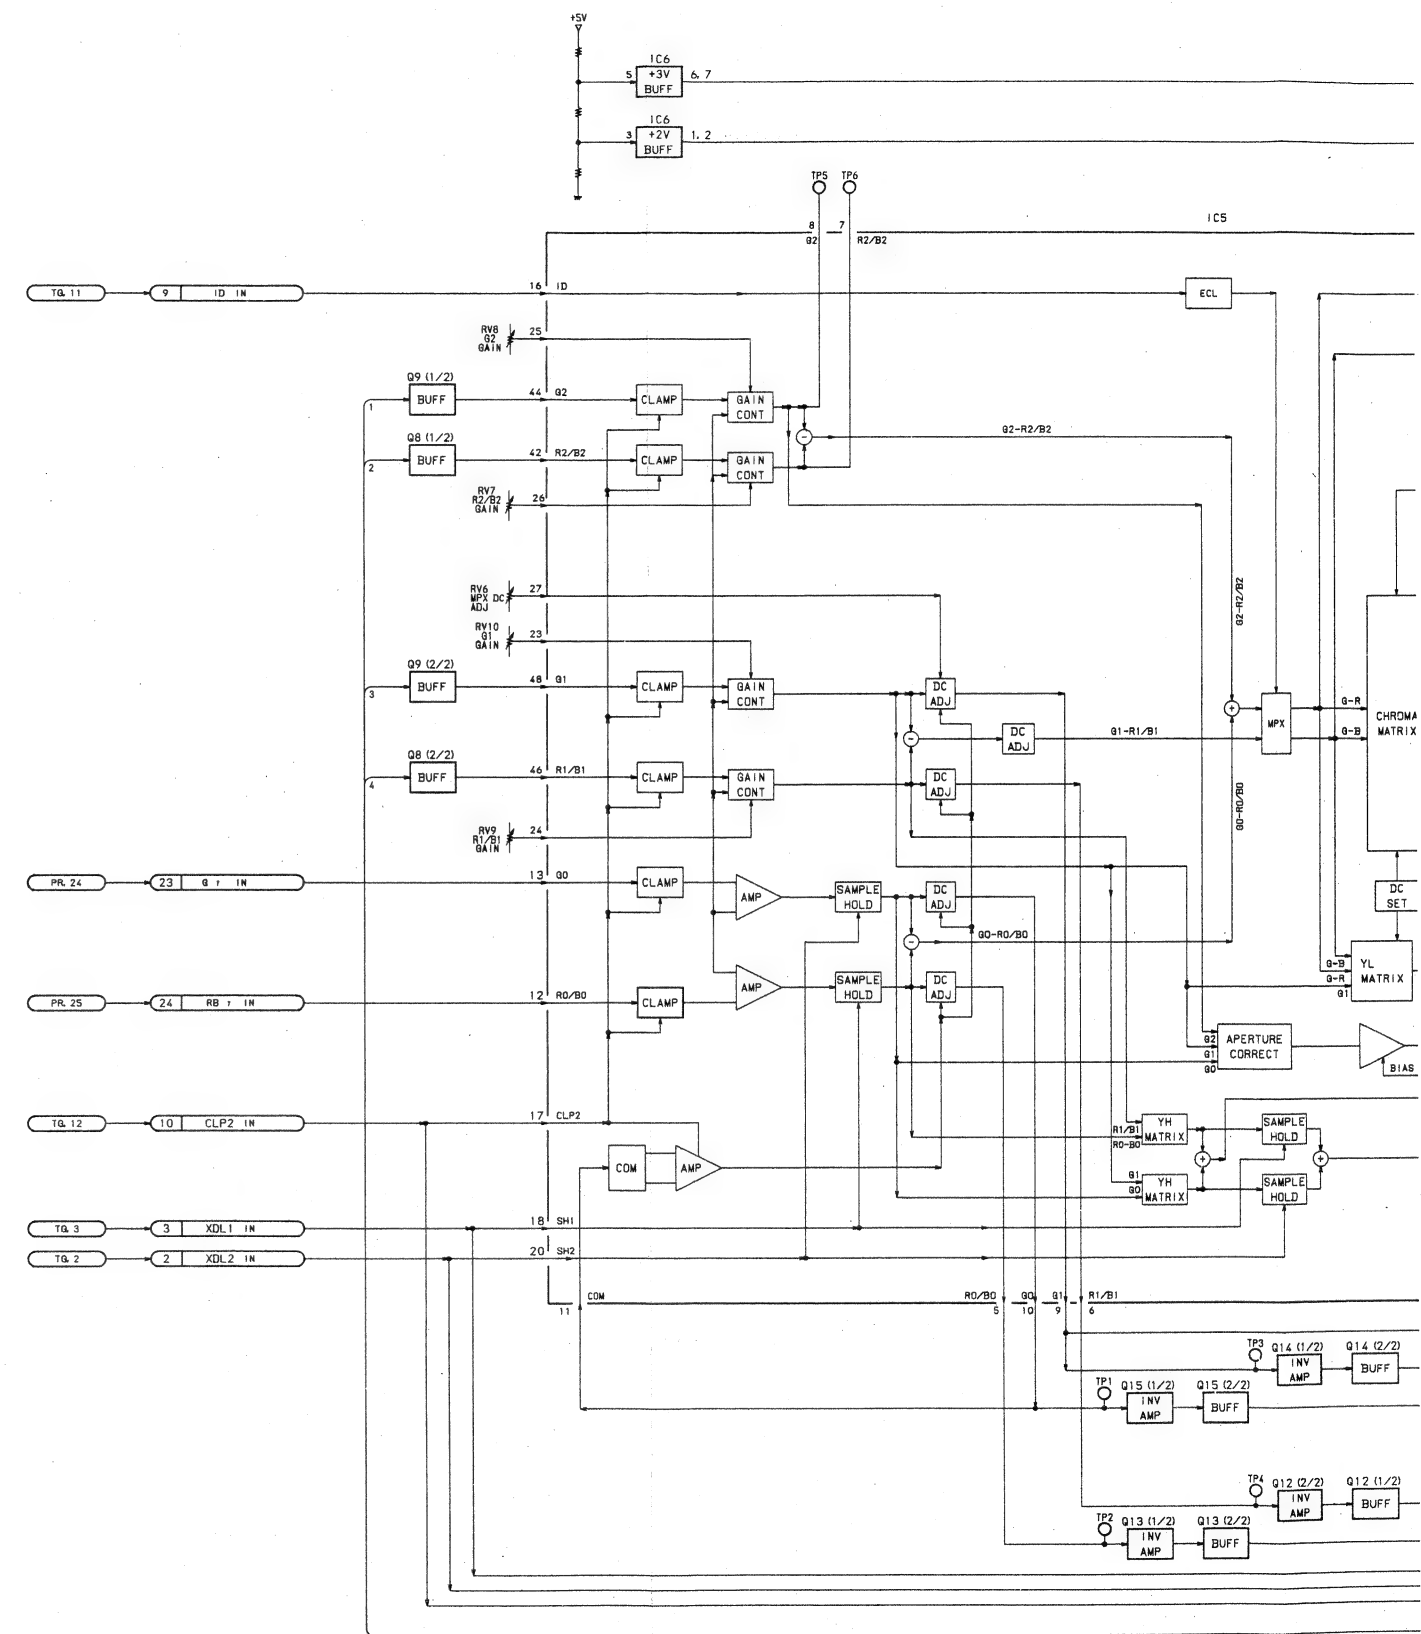 +5V
IC6
5 +3V BUFF 6, 7
IC6
3 +2V BUFF 1, 2
TP5 TP6
IC5
8 7
G2 R2/B2
TG. 11 9 ID IN 16 ID ECL
RV8 G2 GAIN 25
Q9 (1/2)
1 BUFF 44 G2 CLAMP GAIN CONT
G2-R2/B2
Q8 (1/2)
2 BUFF 42 R2/B2 CLAMP GAIN CONT
RV7 R2/B2 GAIN 26
RV6 MPX DC ADJ 27
G2-R2/B2
RV10 G1 GAIN 23
Q9 (2/2)
3 BUFF 48 G1 CLAMP GAIN CONT DC ADJ
MPX G-R G-B CHROMA MATRIX
DC ADJ G1-R1/B1
Q8 (2/2)
4 BUFF 46 R1/B1 CLAMP GAIN CONT DC ADJ
G0-R0/B0
RV9 R1/B1 GAIN 24
PR. 24 23 G γ IN 13 G0 CLAMP AMP SAMPLE HOLD DC ADJ
DC SET
G0-R0/B0
G-B G-R G1 YL MATRIX
PR. 25 24 RB γ IN 12 R0/B0 CLAMP AMP SAMPLE HOLD DC ADJ
G2 G1 G0 APERTURE CORRECT
BIAS
TG. 12 10 CLP2 IN 17 CLP2
R1/B1 R0-B0 YH MATRIX SAMPLE HOLD
COM AMP
G1 G0 YH MATRIX SAMPLE HOLD
TG. 3 3 XDL1 IN 18 SH1
TG. 2 2 XDL2 IN 20 SH2
COM R0/B0 G0 G1 R1/B1
11 5 10 9 6
TP3 Q14 (1/2) Q14 (2/2)
INV AMP BUFF
TP1 Q15 (1/2) Q15 (2/2)
INV AMP BUFF
TP4 Q12 (2/2) Q12 (1/2)
INV AMP BUFF
TP2 Q13 (1/2) Q13 (2/2)
INV AMP BUFF